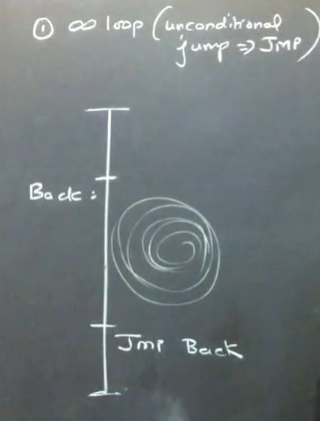 ① ∞ loop (unconditional
jump => JMP)
Back:
Jmp Back